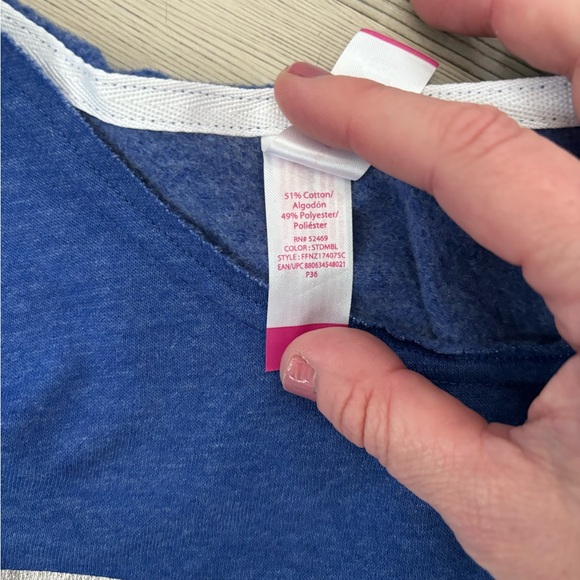 51% Cotton/
Algodón
49% Polyester/
Poliéster
RN# 52469
COLOR : STDMBL
STYLE : FFNZ17407SC
EAN/UPC 880634548021
P36